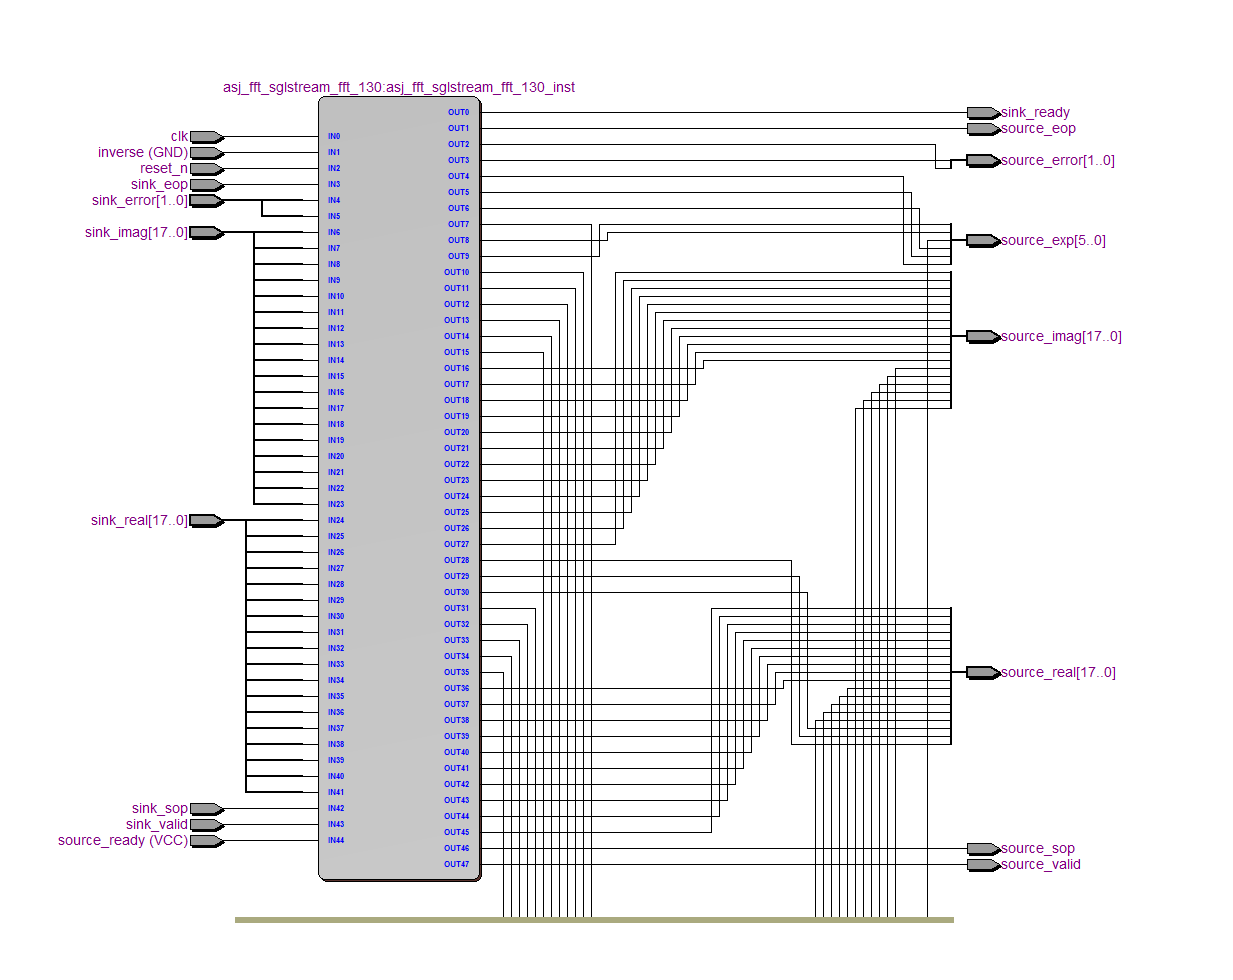 asj_fft_sglstream_fft_130:asj_fft_sglstream_fft_130_inst
clk
inverse (GND)
reset_n
sink_eop
sink_error[1..0]
sink_imag[17..0]
sink_real[17..0]
sink_sop
sink_valid
source_ready (VCC)
IN0
IN1
IN2
IN3
IN4
IN5
IN6
IN7
IN8
IN9
IN10
IN11
IN12
IN13
IN14
IN15
IN16
IN17
IN18
IN19
IN20
IN21
IN22
IN23
IN24
IN25
IN26
IN27
IN28
IN29
IN30
IN31
IN32
IN33
IN34
IN35
IN36
IN37
IN38
IN39
IN40
IN41
IN42
IN43
IN44
OUT0
OUT1
OUT2
OUT3
OUT4
OUT5
OUT6
OUT7
OUT8
OUT9
OUT10
OUT11
OUT12
OUT13
OUT14
OUT15
OUT16
OUT17
OUT18
OUT19
OUT20
OUT21
OUT22
OUT23
OUT24
OUT25
OUT26
OUT27
OUT28
OUT29
OUT30
OUT31
OUT32
OUT33
OUT34
OUT35
OUT36
OUT37
OUT38
OUT39
OUT40
OUT41
OUT42
OUT43
OUT44
OUT45
OUT46
OUT47
sink_ready
source_eop
source_error[1..0]
source_exp[5..0]
source_imag[17..0]
source_real[17..0]
source_sop
source_valid